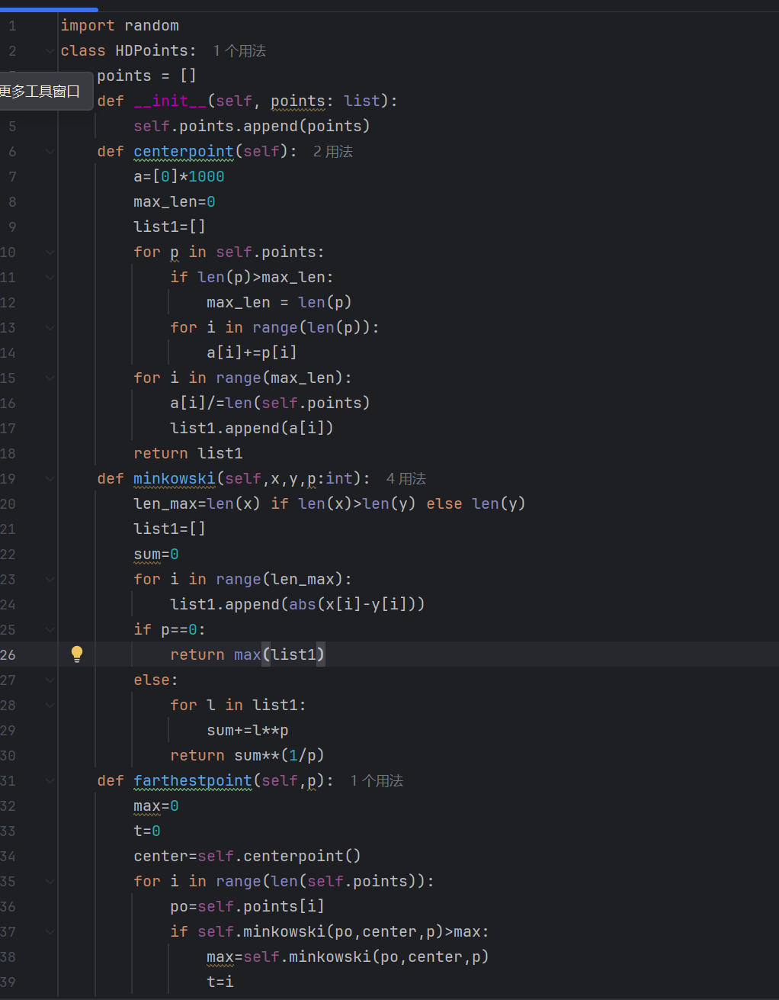 1 import random
2 class HDPoints: 1 个用法
points = []
更多工具窗口 def __init__(self, points: list):
5 self.points.append(points)
6 def centerpoint(self): 2 用法
7 a=[0]*1000
8 max_len=0
9 list1=[]
10 for p in self.points:
11 if len(p)>max_len:
12 max_len = len(p)
13 for i in range(len(p)):
14 a[i]+=p[i]
15 for i in range(max_len):
16 a[i]/=len(self.points)
17 list1.append(a[i])
18 return list1
19 def minkowski(self,x,y,p:int): 4 用法
20 len_max=len(x) if len(x)>len(y) else len(y)
21 list1=[]
22 sum=0
23 for i in range(len_max):
24 list1.append(abs(x[i]-y[i]))
25 if p==0:
26 return max(list1)
27 else:
28 for l in list1:
29 sum+=l**p
30 return sum**(1/p)
31 def farthestpoint(self,p): 1 个用法
32 max=0
33 t=0
34 center=self.centerpoint()
35 for i in range(len(self.points)):
36 po=self.points[i]
37 if self.minkowski(po,center,p)>max:
38 max=self.minkowski(po,center,p)
39 t=i